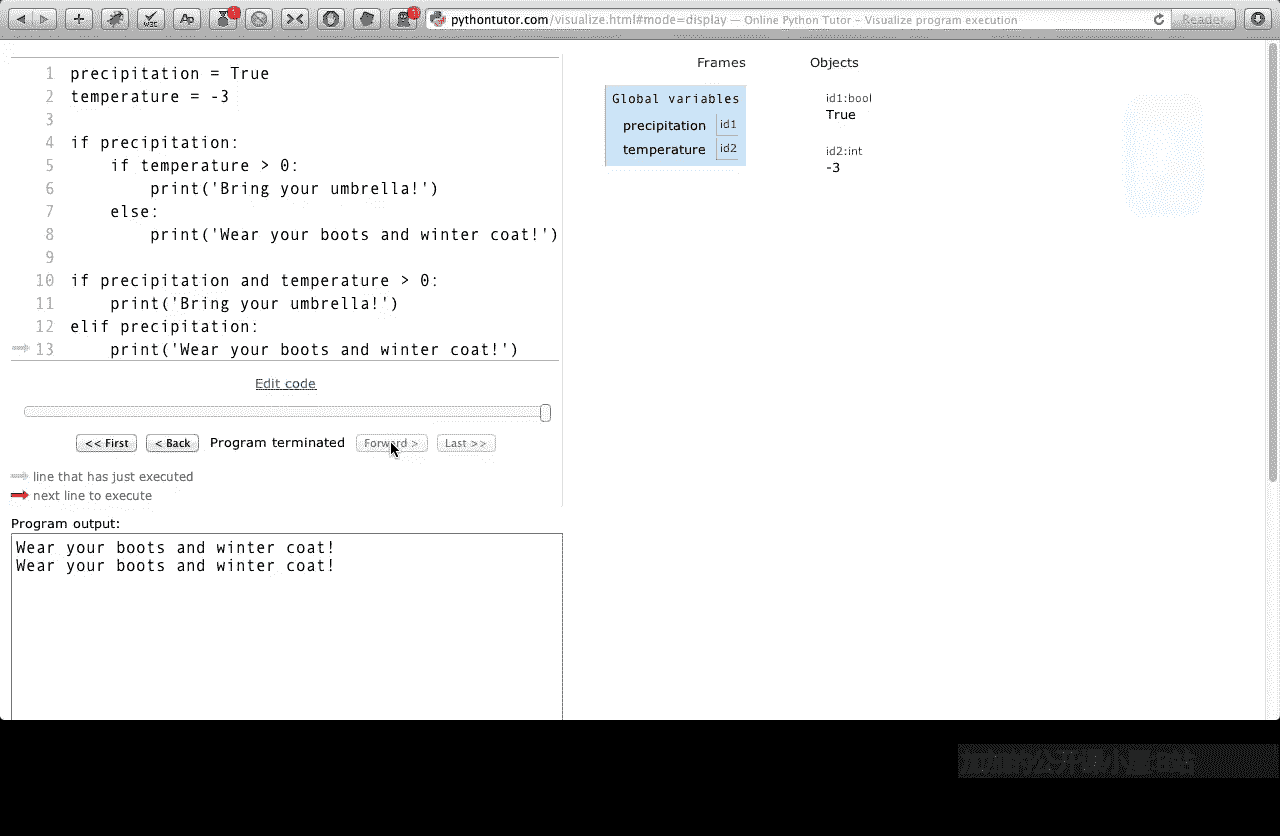 pythontutor.com/visualize.html#mode=display — Online Python Tutor – Visualize program execution
Reader
W3C
Ap
1
1
Frames
Objects
1 precipitation = True
2 temperature = -3
3
4 if precipitation:
5     if temperature > 0:
6         print('Bring your umbrella!')
7     else:
8         print('Wear your boots and winter coat!')
9
10 if precipitation and temperature > 0:
11     print('Bring your umbrella!')
12 elif precipitation:
13     print('Wear your boots and winter coat!')
Global variables
precipitation id1
temperature id2
id1:bool
True
id2:int
-3
Edit code
<< First
< Back
Program terminated
Forward >
Last >>
line that has just executed
next line to execute
Program output:
Wear your boots and winter coat!
Wear your boots and winter coat!